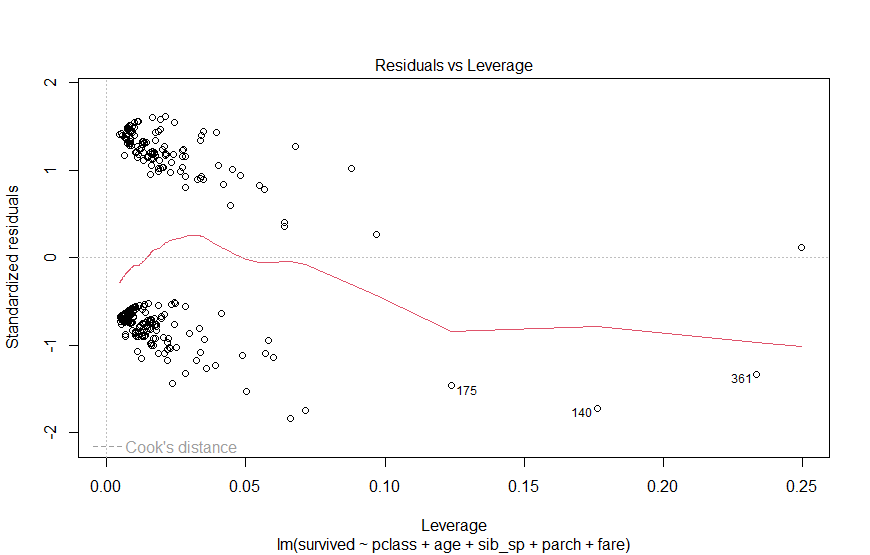 Residuals vs Leverage
2
1
0
-1
-2
Standardized residuals
175
140
361
Cook's distance
0.00 0.05 0.10 0.15 0.20 0.25
Leverage
lm(survived ~ pclass + age + sib_sp + parch + fare)